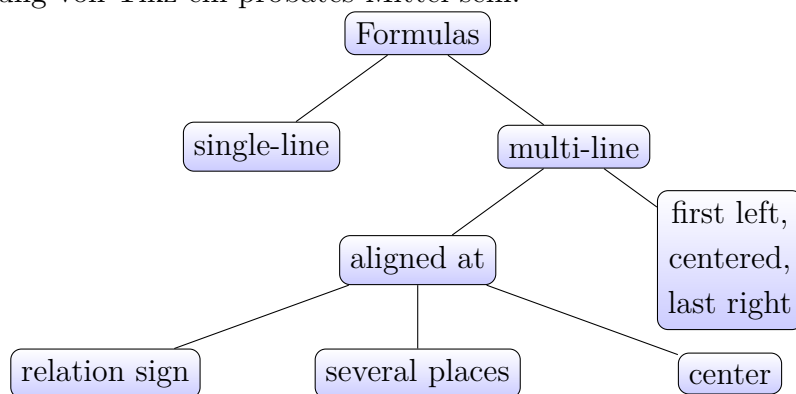 von TikZ ein probates Mittel sein.
Formulas
single-line
multi-line
first left,
centered,
last right
aligned at
relation sign
several places
center